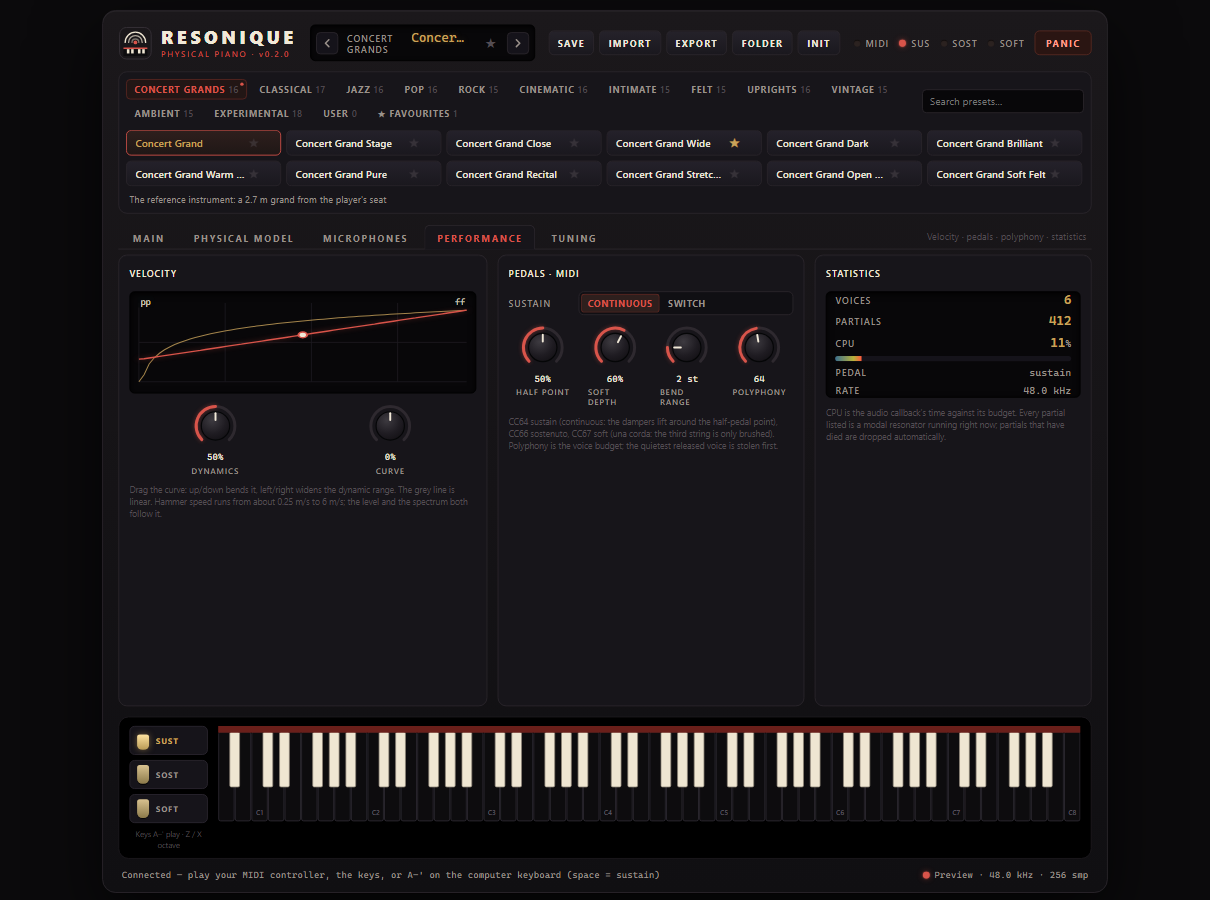 RESONIQUE
PHYSICAL PIANO · v0.2.0
CONCERT GRANDS
Concer…
SAVE IMPORT EXPORT FOLDER INIT
MIDI SUS SOST SOFT PANIC
CONCERT GRANDS 16 CLASSICAL 17 JAZZ 16 POP 16 ROCK 15 CINEMATIC 16 INTIMATE 15 FELT 15 UPRIGHTS 16 VINTAGE 15
AMBIENT 15 EXPERIMENTAL 18 USER 0 ★ FAVOURITES 1
Search presets...
Concert Grand ★ Concert Grand Stage ★ Concert Grand Close ★ Concert Grand Wide ★ Concert Grand Dark ★ Concert Grand Brilliant ★
Concert Grand Warm ... ★ Concert Grand Pure ★ Concert Grand Recital ★ Concert Grand Stretc... ★ Concert Grand Open ... ★ Concert Grand Soft Felt ★
The reference instrument: a 2.7 m grand from the player's seat
MAIN PHYSICAL MODEL MICROPHONES PERFORMANCE TUNING
Velocity · pedals · polyphony · statistics
VELOCITY
pp ff
50% 0%
DYNAMICS CURVE
Drag the curve: up/down bends it, left/right widens the dynamic range. The grey line is
linear. Hammer speed runs from about 0.25 m/s to 6 m/s; the level and the spectrum both
follow it.
PEDALS · MIDI
SUSTAIN CONTINUOUS SWITCH
50% 60% 2 st 64
HALF POINT SOFT DEPTH BEND RANGE POLYPHONY
CC64 sustain (continuous: the dampers lift around the half-pedal point),
CC66 sostenuto, CC67 soft (una corda: the third string is only brushed).
Polyphony is the voice budget; the quietest released voice is stolen first.
STATISTICS
VOICES 6
PARTIALS 412
CPU 11%
PEDAL sustain
RATE 48.0 kHz
CPU is the audio callback's time against its budget. Every partial
listed is a modal resonator running right now; partials that have
died are dropped automatically.
SUST
SOST
SOFT
Keys A–' play · Z / X
octave
C1 C2 C3 C4 C5 C6 C7 C8
Connected — play your MIDI controller, the keys, or A–' on the computer keyboard (space = sustain)
Preview · 48.0 kHz · 256 smp